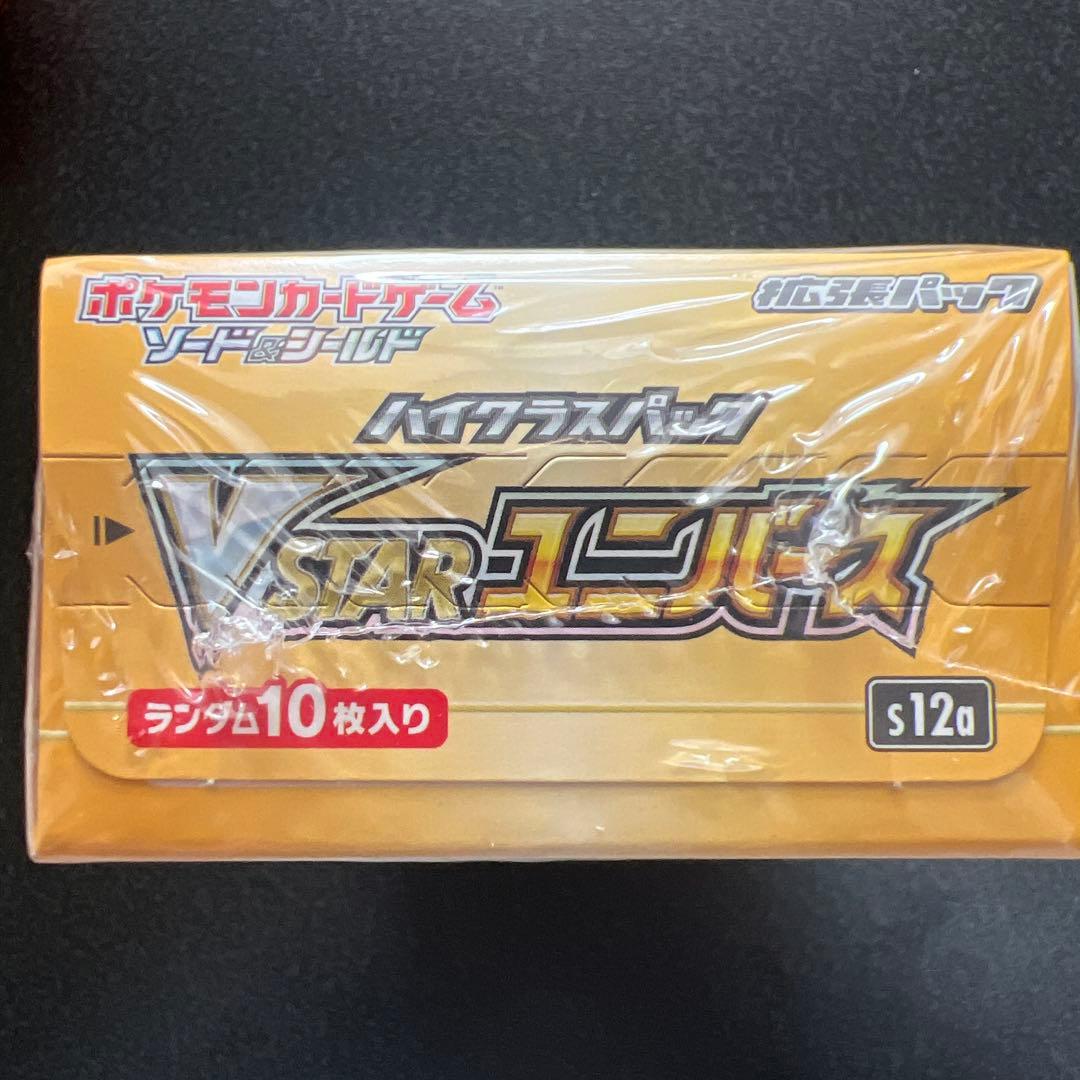 ポケモンカードゲーム™
拡張パック
ソード&シールド
ハイクラスパック
VSTARユニバース
ランダム10枚入り
s12a